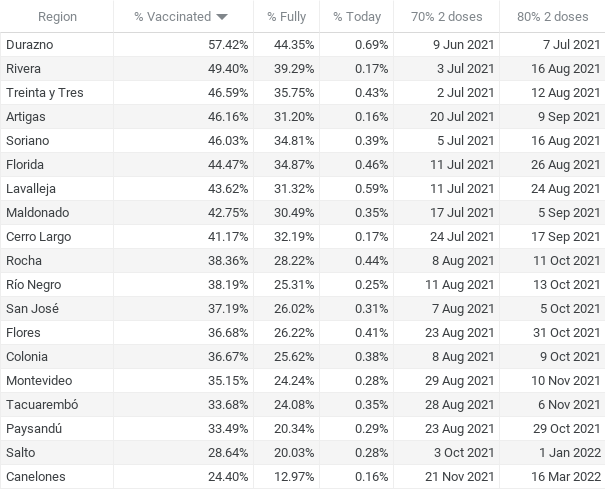 Region % Vaccinated % Fully % Today 70% 2 doses 80% 2 doses
Durazno 57.42% 44.35% 0.69% 9 Jun 2021 7 Jul 2021
Rivera 49.40% 39.29% 0.17% 3 Jul 2021 16 Aug 2021
Treinta y Tres 46.59% 35.75% 0.43% 2 Jul 2021 12 Aug 2021
Artigas 46.16% 31.20% 0.16% 20 Jul 2021 9 Sep 2021
Soriano 46.03% 34.81% 0.39% 5 Jul 2021 16 Aug 2021
Florida 44.47% 34.87% 0.46% 11 Jul 2021 26 Aug 2021
Lavalleja 43.62% 31.32% 0.59% 11 Jul 2021 24 Aug 2021
Maldonado 42.75% 30.49% 0.35% 17 Jul 2021 5 Sep 2021
Cerro Largo 41.17% 32.19% 0.17% 24 Jul 2021 17 Sep 2021
Rocha 38.36% 28.22% 0.44% 8 Aug 2021 11 Oct 2021
Río Negro 38.19% 25.31% 0.25% 11 Aug 2021 13 Oct 2021
San José 37.19% 26.02% 0.31% 7 Aug 2021 5 Oct 2021
Flores 36.68% 26.22% 0.41% 23 Aug 2021 31 Oct 2021
Colonia 36.67% 25.62% 0.38% 8 Aug 2021 9 Oct 2021
Montevideo 35.15% 24.24% 0.28% 29 Aug 2021 10 Nov 2021
Tacuarembó 33.68% 24.08% 0.35% 28 Aug 2021 6 Nov 2021
Paysandú 33.49% 20.34% 0.29% 23 Aug 2021 29 Oct 2021
Salto 28.64% 20.03% 0.28% 3 Oct 2021 1 Jan 2022
Canelones 24.40% 12.97% 0.16% 21 Nov 2021 16 Mar 2022